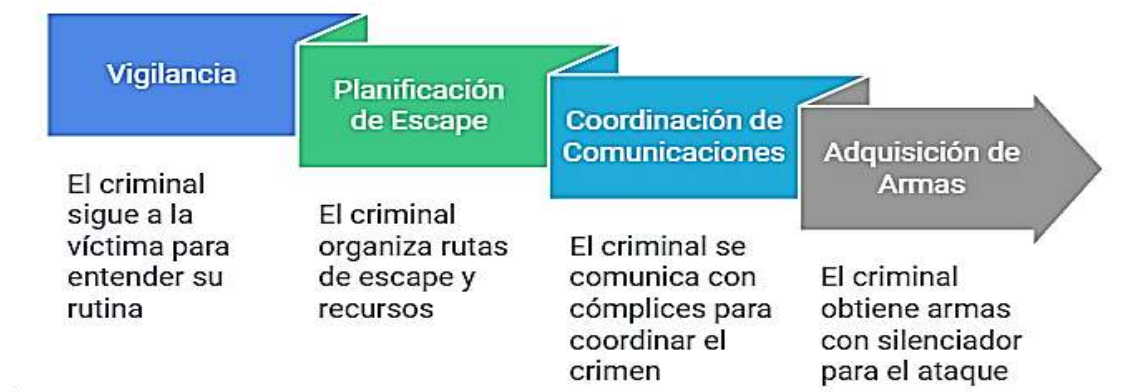 Vigilancia
El criminal
sigue a la
víctima para
entender su
rutina
Planificación
de Escape
El criminal
organiza rutas
de escape y
recursos
Coordinación de
Comunicaciones
El criminal se
comunica con
cómplices para
coordinar el
crimen
Adquisición de
Armas
El criminal
obtiene armas
con silenciador
para el ataque